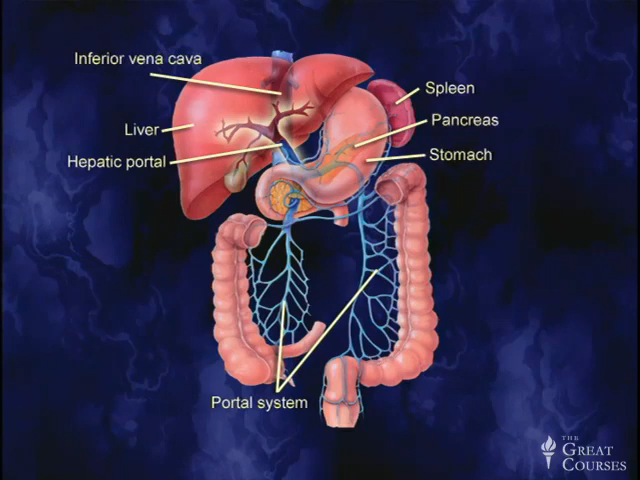 Inferior vena cava
Spleen
Pancreas
Liver
Stomach
Hepatic portal
Portal system
THE
GREAT
COURSES